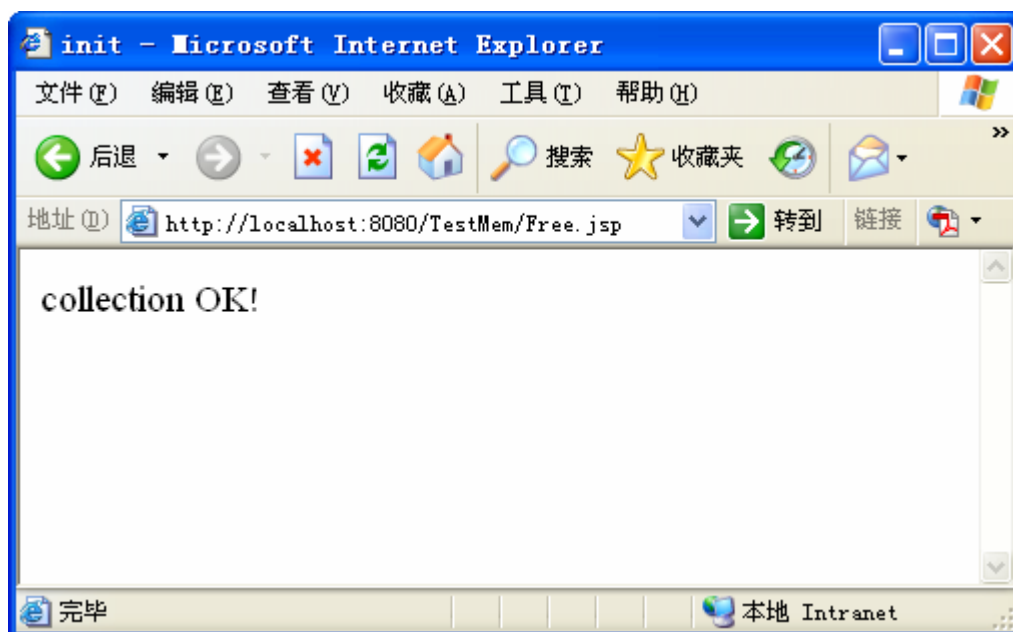 init - Microsoft Internet Explorer
文件(F) 编辑(E) 查看(V) 收藏(A) 工具(T) 帮助(H)
后退 搜索 收藏夹 »
地址(D) http://localhost:8080/TestMem/Free.jsp 转到 链接
collection OK!
完毕 本地 Intranet